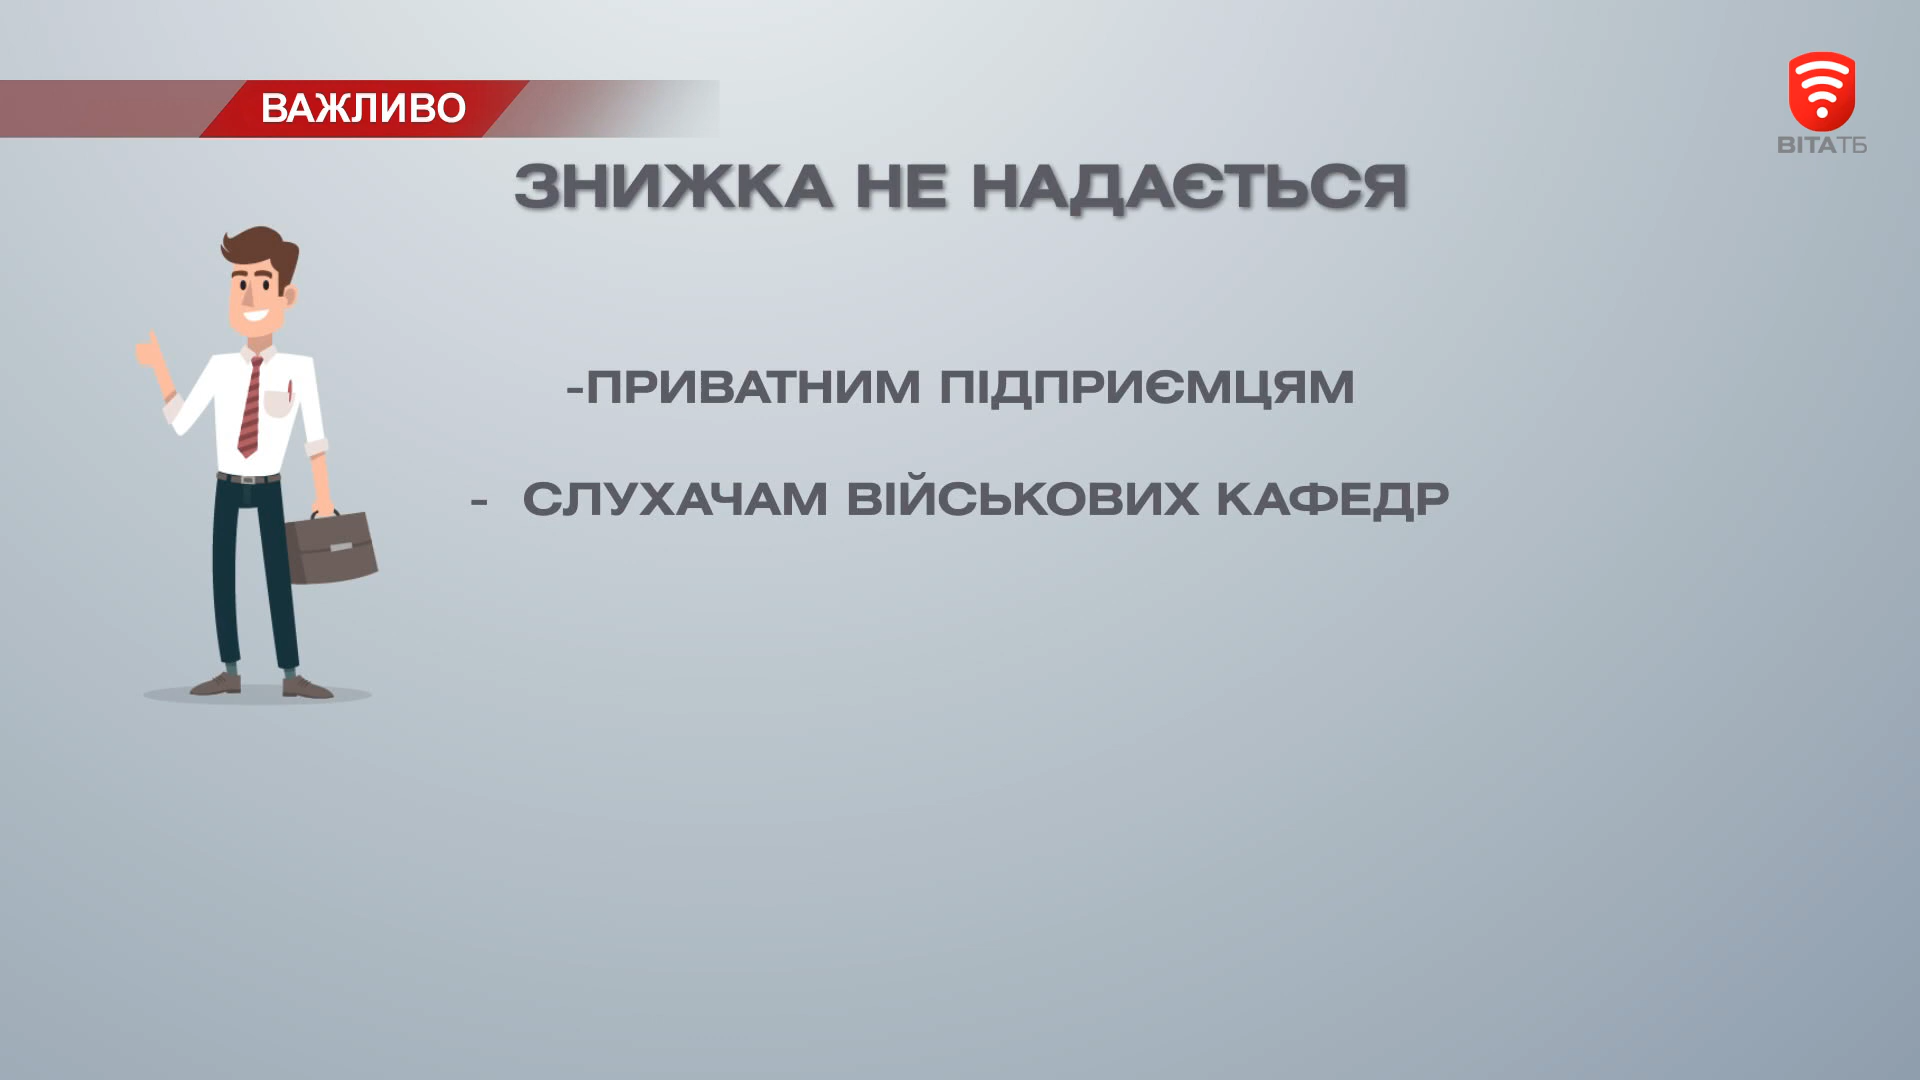 ВАЖЛИВО
ВІТАТБ
ЗНИЖКА НЕ НАДАЄТЬСЯ
-ПРИВАТНИМ ПІДПРИЄМЦЯМ
- СЛУХАЧАМ ВІЙСЬКОВИХ КАФЕДР